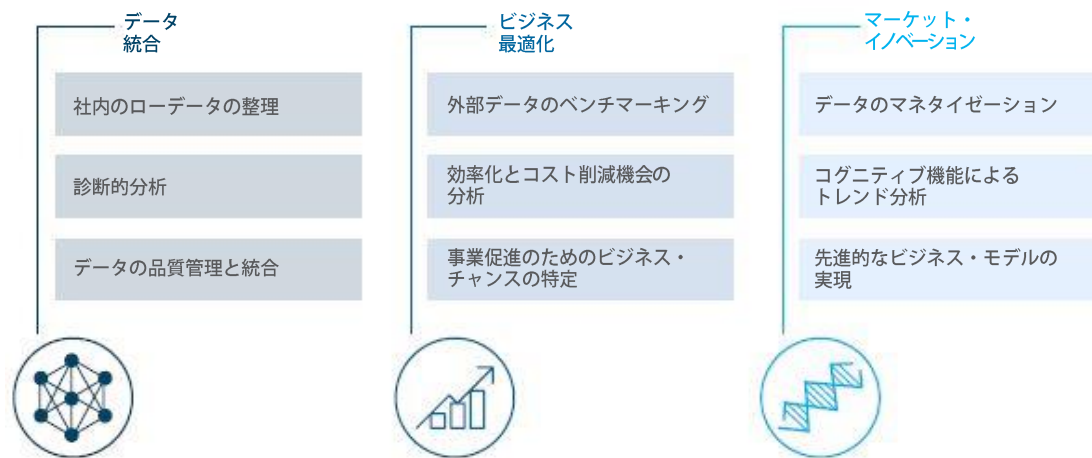 データ
統合
社内のローデータの整理
診断的分析
データの品質管理と統合
ビジネス
最適化
外部データのベンチマーキング
効率化とコスト削減機会の
分析
事業促進のためのビジネス・
チャンスの特定
マーケット・
イノベーション
データのマネタイゼーション
コグニティブ機能による
トレンド分析
先進的なビジネス・モデルの
実現